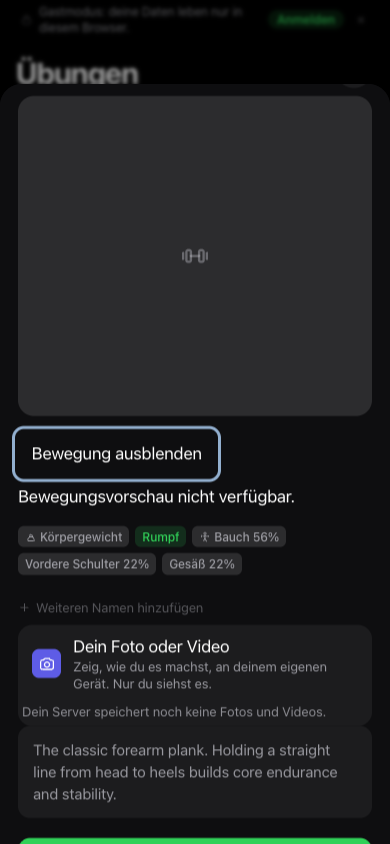 Gastmodus: deine Daten leben nur in
diesem Browser.
Anmelden
Übungen
Bewegung ausblenden
Bewegungsvorschau nicht verfügbar.
Körpergewicht
Rumpf
Bauch 56%
Vordere Schulter 22%
Gesäß 22%
+ Weiteren Namen hinzufügen
Dein Foto oder Video
Zeig, wie du es machst, an deinem eigenen
Gerät. Nur du siehst es.
Dein Server speichert noch keine Fotos und Videos.
The classic forearm plank. Holding a straight
line from head to heels builds core endurance
and stability.